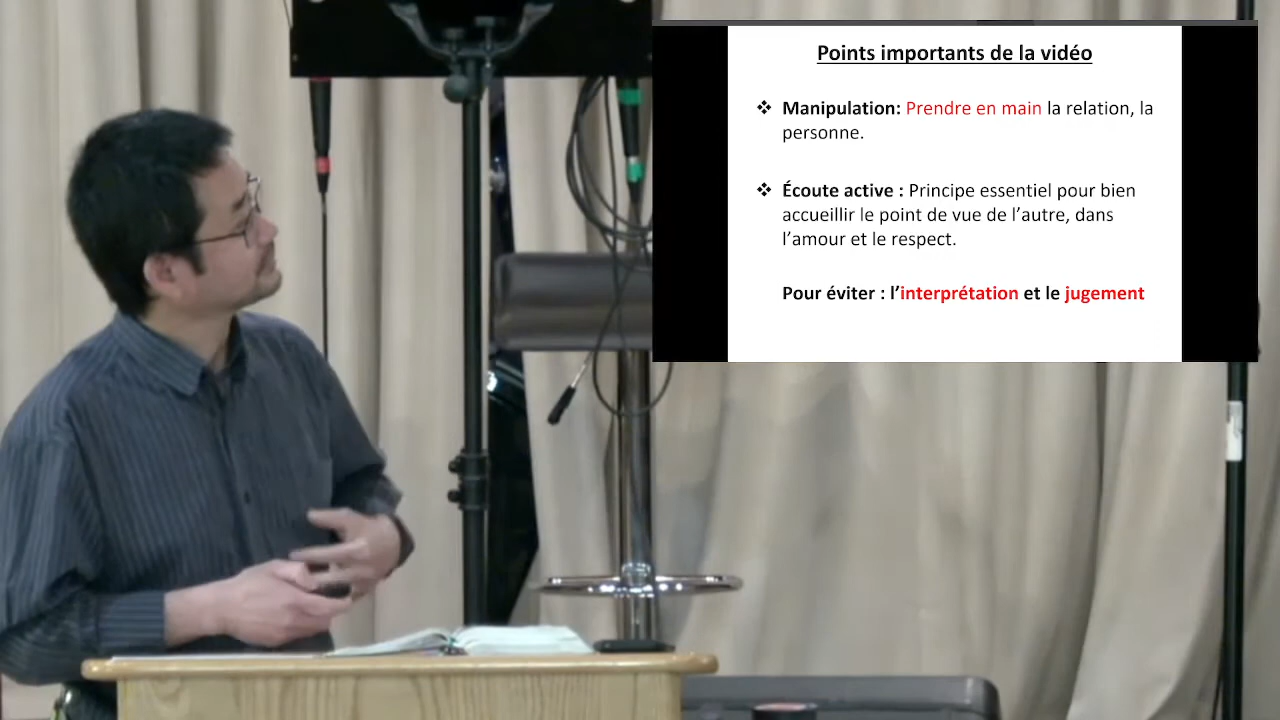 Points importants de la vidéo
❖ Manipulation: Prendre en main la relation, la
personne.
❖ Écoute active : Principe essentiel pour bien
accueillir le point de vue de l’autre, dans
l’amour et le respect.
Pour éviter : l’interprétation et le jugement